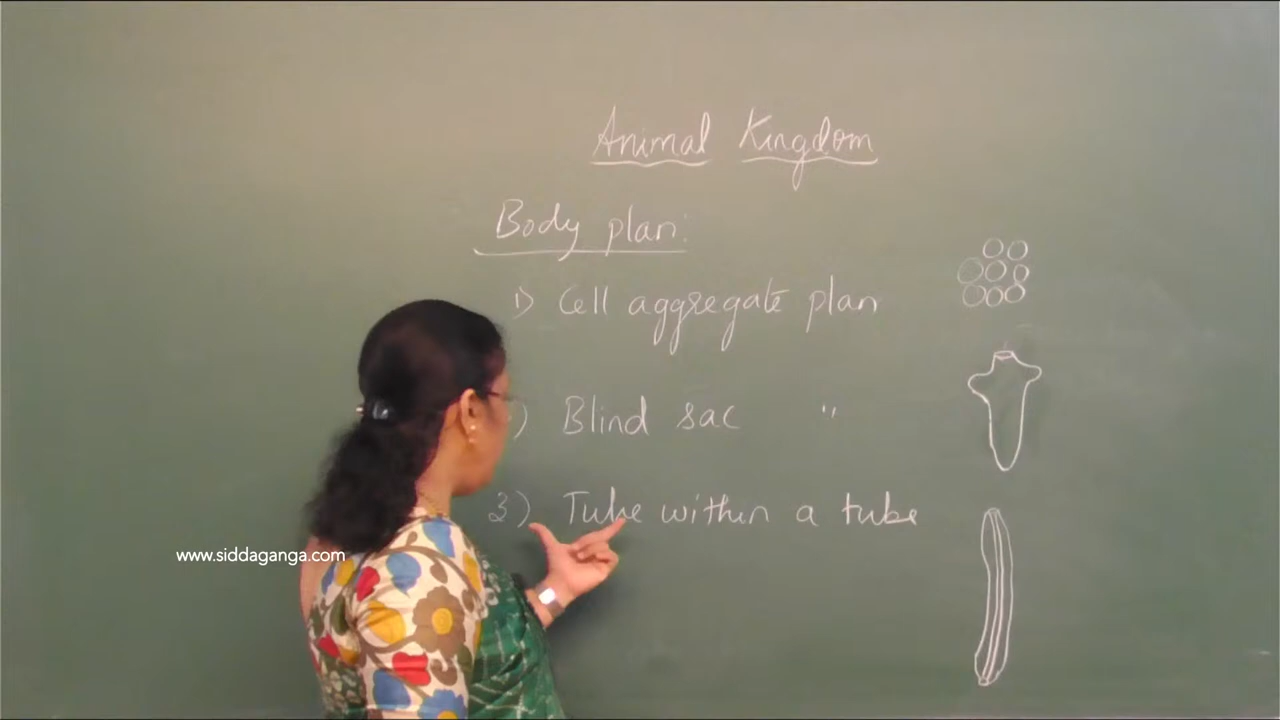 Animal Kingdom
Body plan:
1) Cell aggregate plan
) Blind sac "
3) Tube within a tube
www.siddaganga.com